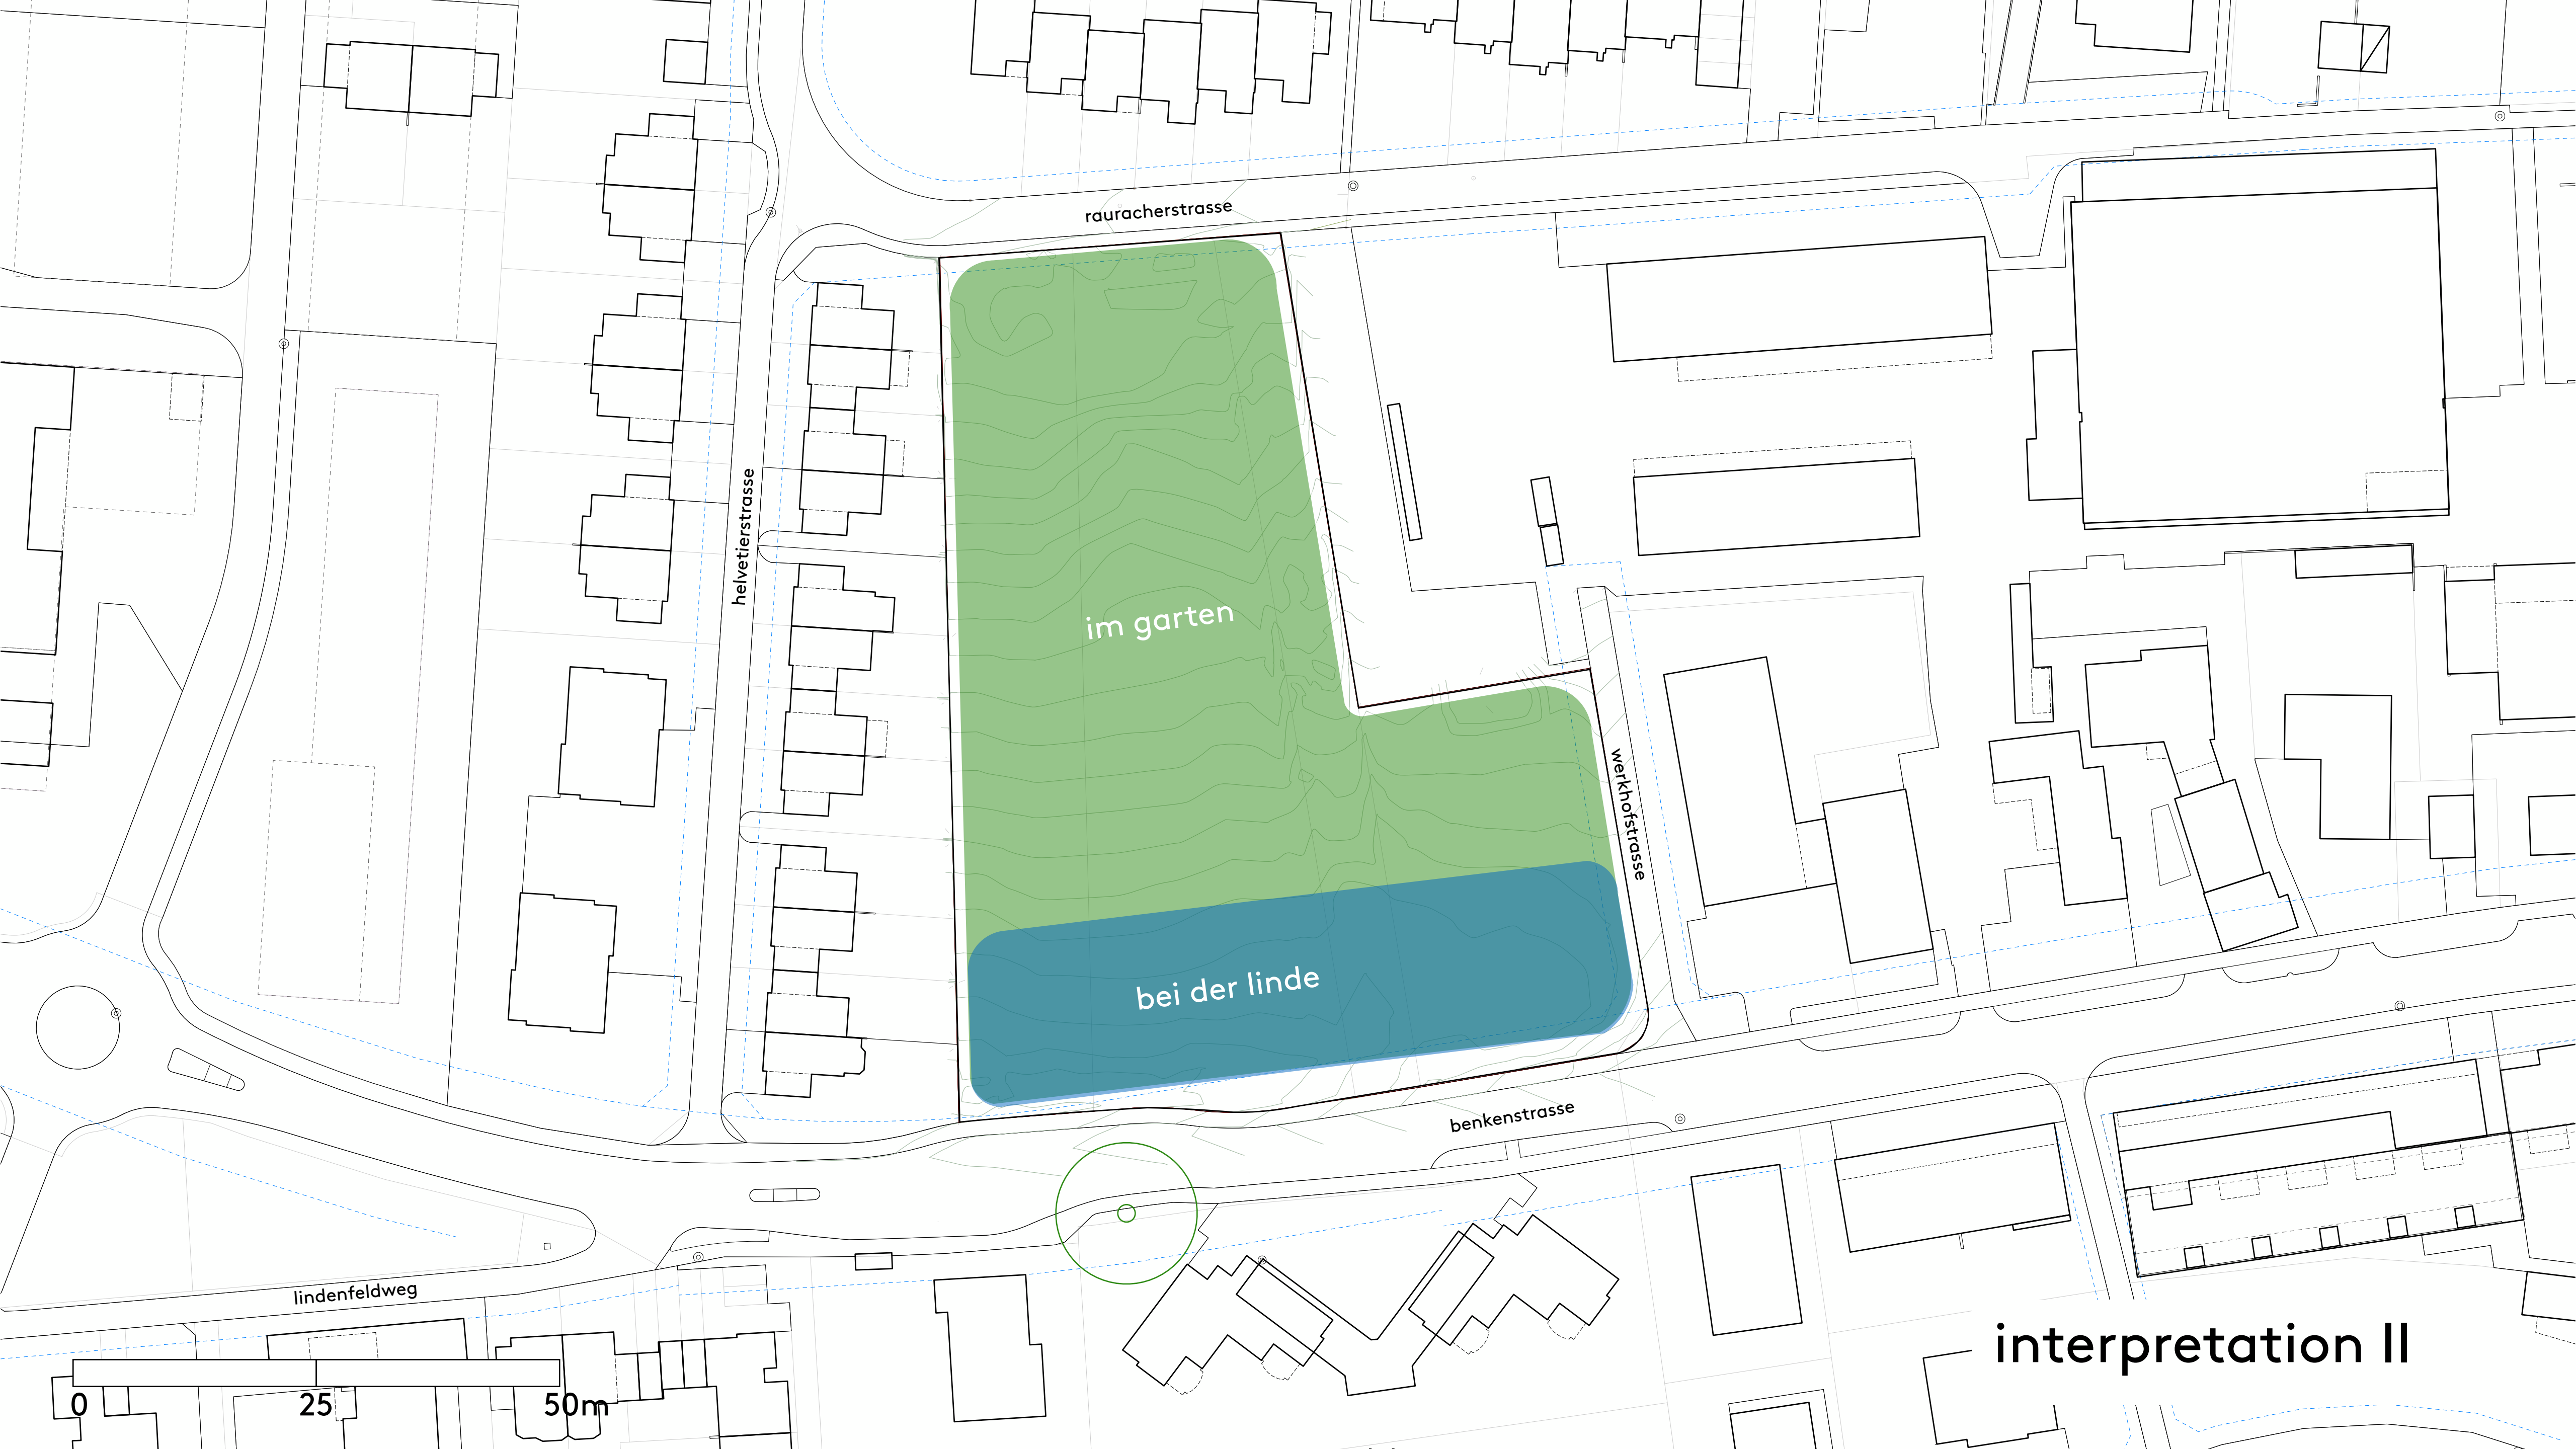 rauracherstrasse
helvetierstrasse
im garten
werkhofstrasse
bei der linde
benkenstrasse
lindenfeldweg
interpretation II
0 25 50m